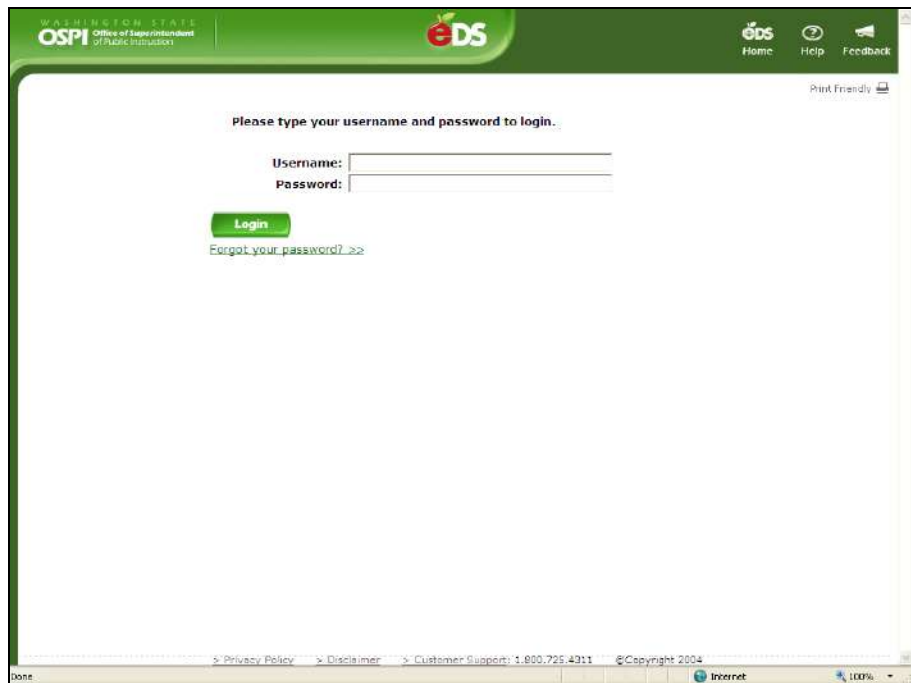 WASHINGTON STATE
OSPI Office of Superintendent of Public Instruction
eDS
eDS Home
Help
Feedback
Print Friendly
Please type your username and password to login.
Username:
Password:
Login
Forgot your password? >>
> Privacy Policy > Disclaimer > Customer Support: 1.800.725.4311 ©Copyright 2004
Done Internet 100%